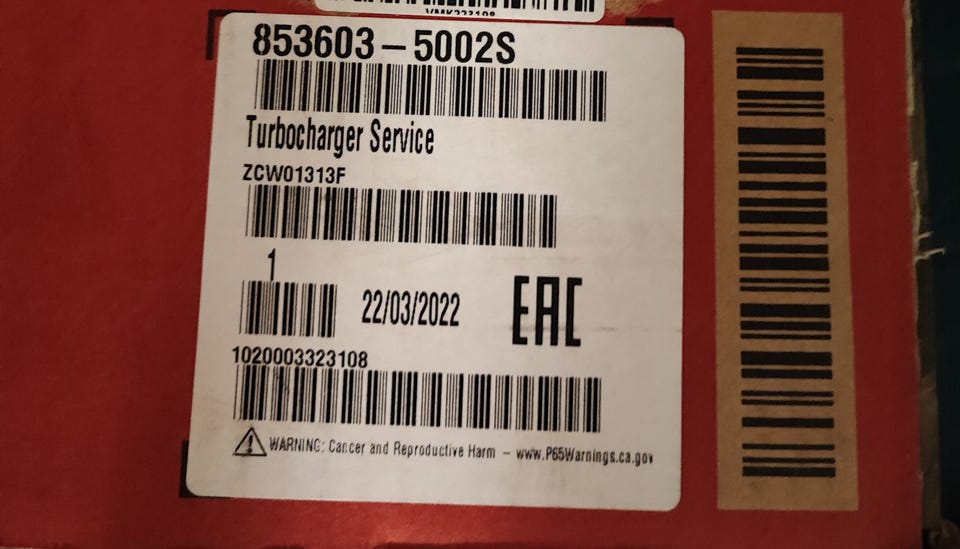 VMK223108
853603-5002S
Turbocharger Service
ZCW01313F
1
22/03/2022 EAC
1020003323108
WARNING: Cancer and Reproductive Harm - www.P65Warnings.ca.gov